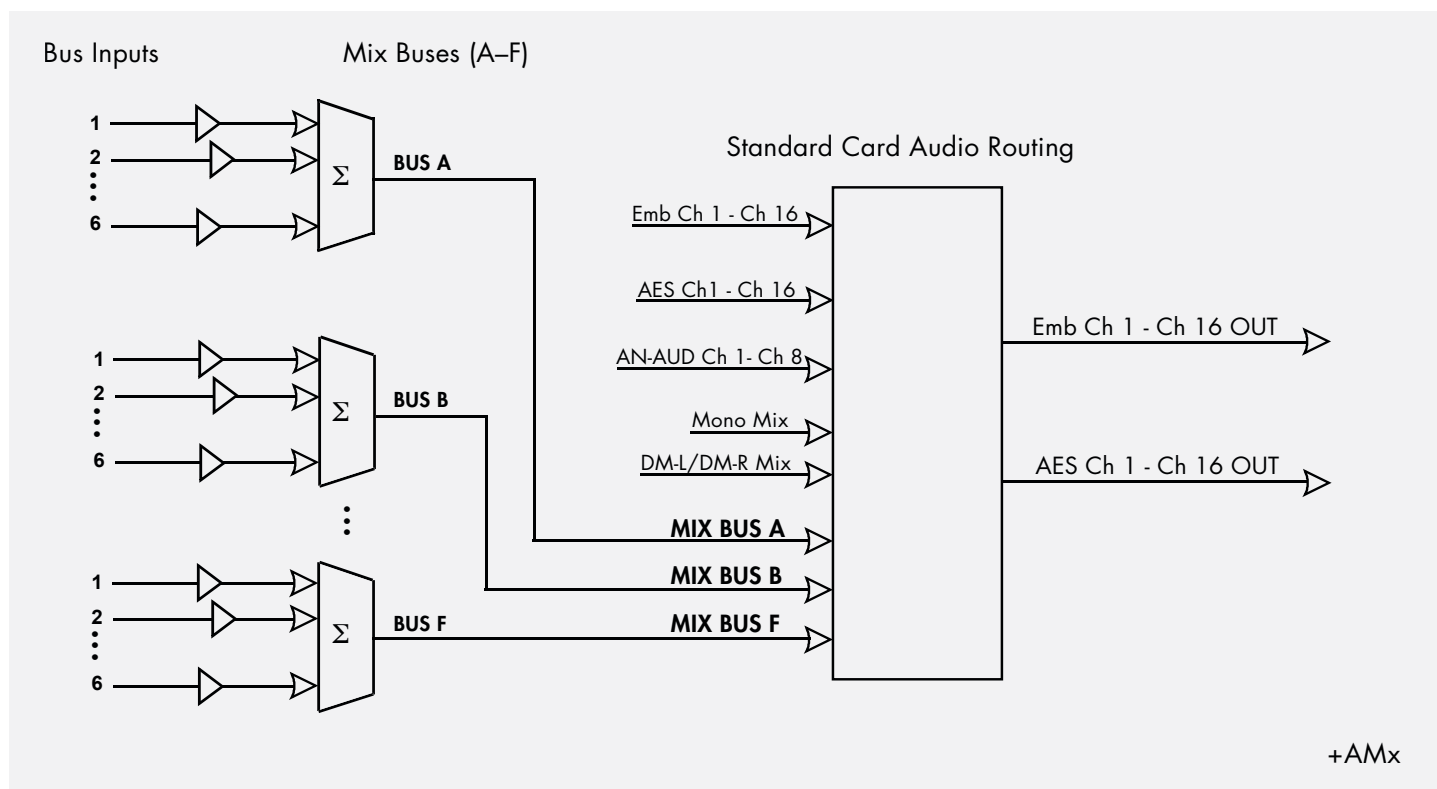 Bus Inputs
Mix Buses (A–F)
1
2
6
Σ
BUS A
1
2
6
Σ
BUS B
1
2
6
Σ
BUS F
Standard Card Audio Routing
Emb Ch 1 - Ch 16
AES Ch1 - Ch 16
AN-AUD Ch 1- Ch 8
Mono Mix
DM-L/DM-R Mix
MIX BUS A
MIX BUS B
MIX BUS F
Emb Ch 1 - Ch 16 OUT
AES Ch 1 - Ch 16 OUT
+AMx